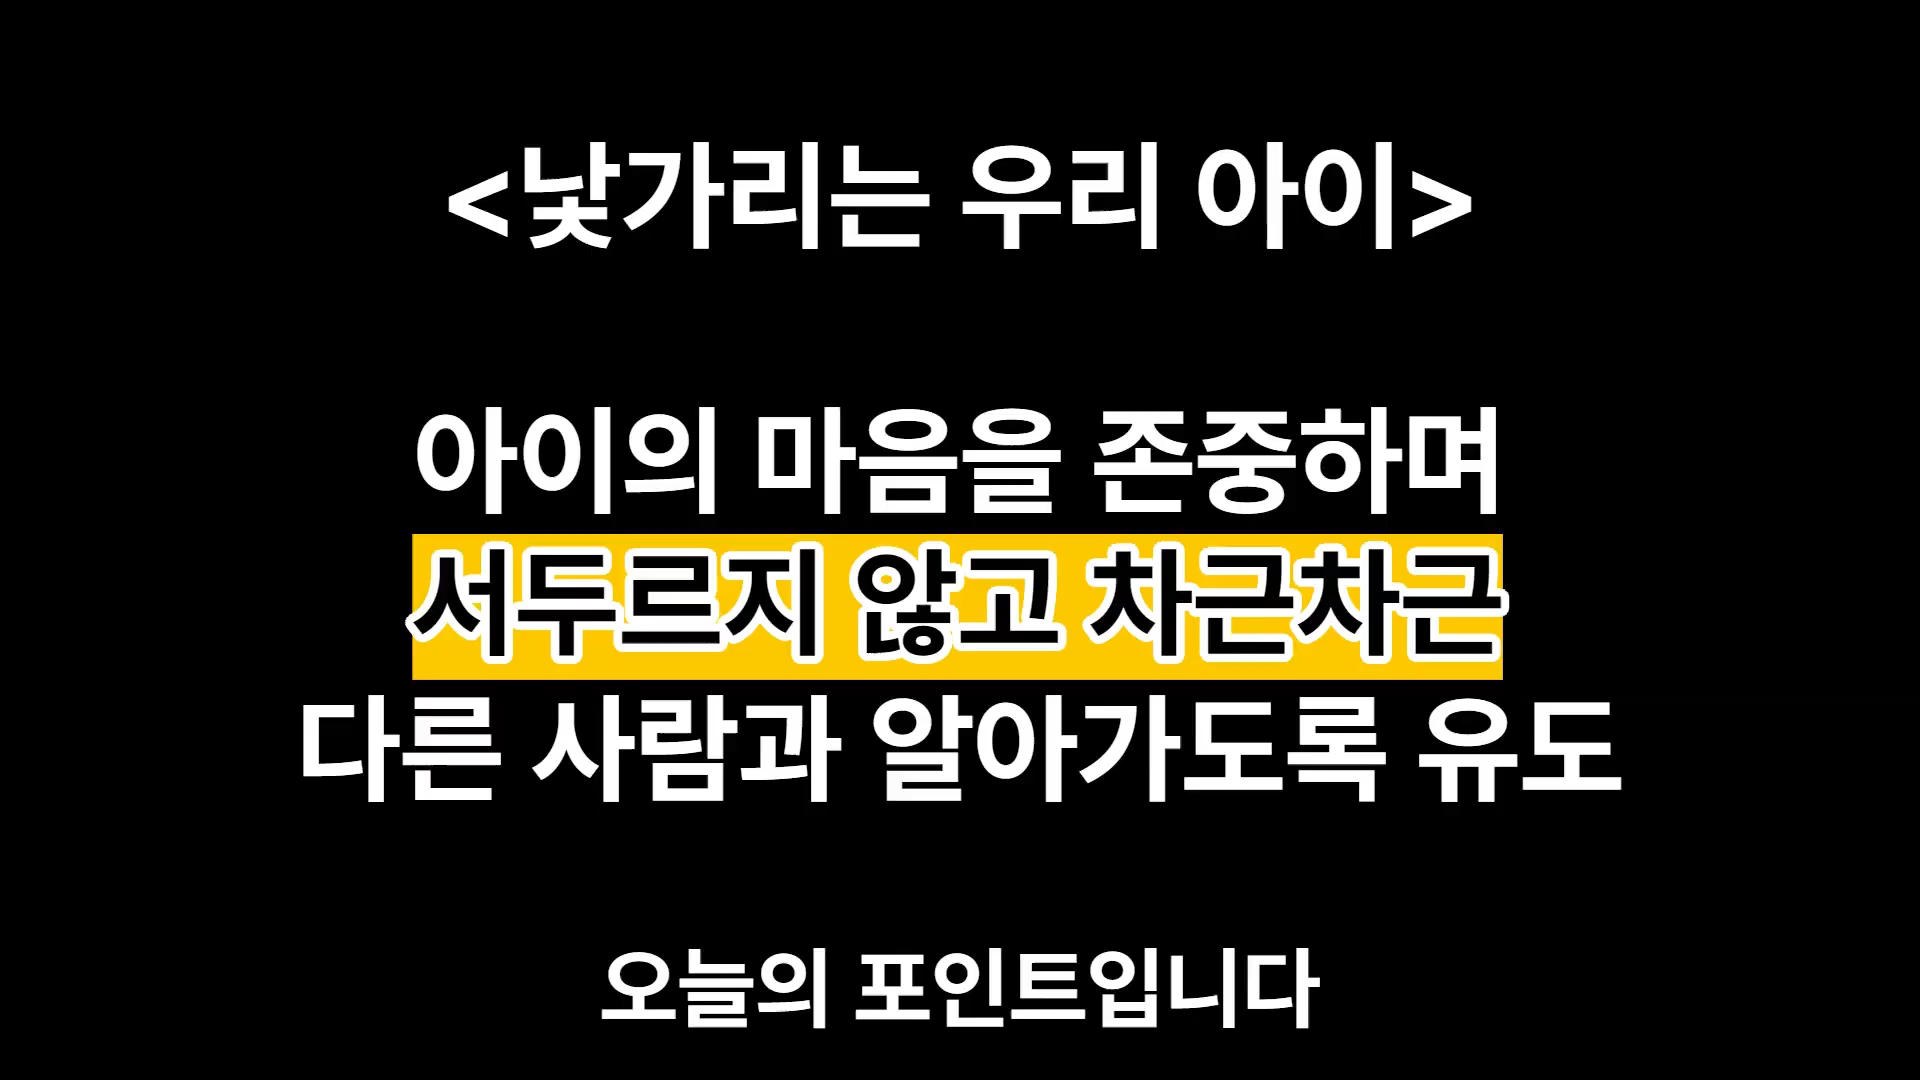 <낯가리는 우리 아이>
아이의 마음을 존중하며
서두르지 않고 차근차근
다른 사람과 알아가도록 유도
오늘의 포인트입니다